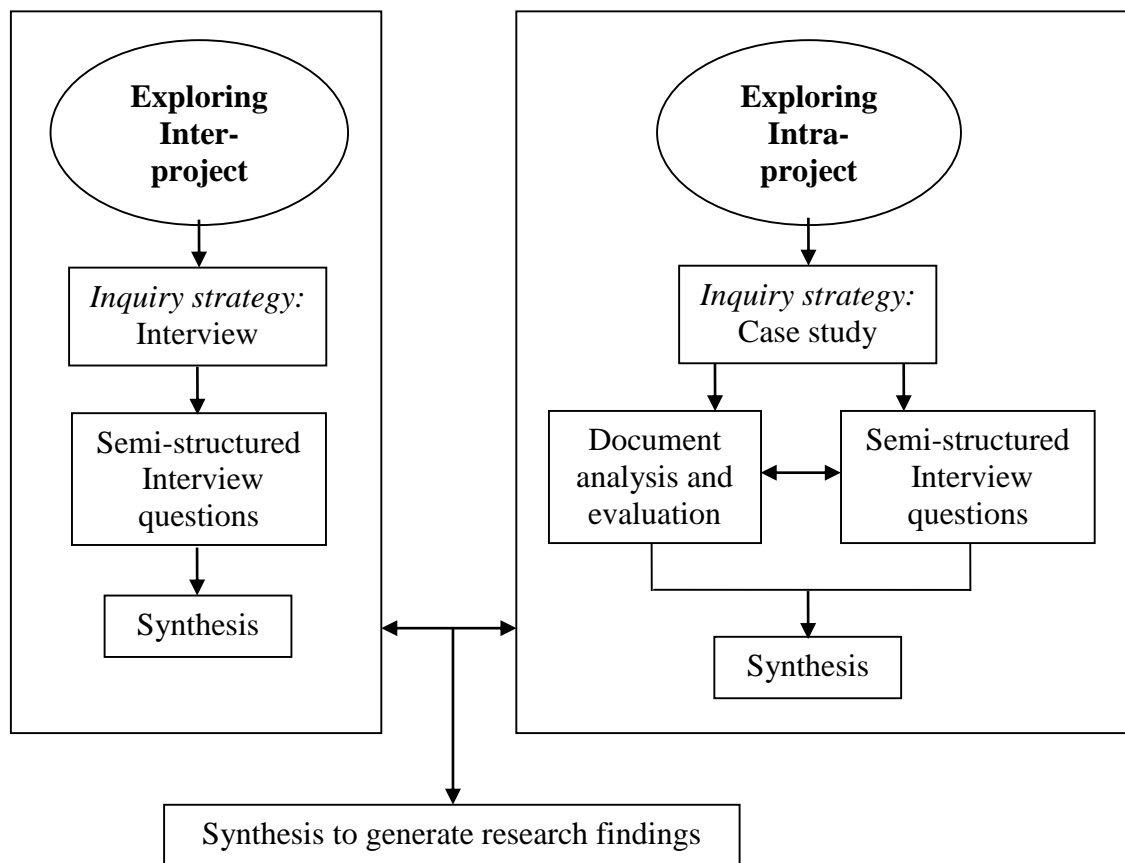 Exploring
Inter-
project
Inquiry strategy:
Interview
Semi-structured
Interview
questions
Synthesis
Exploring
Intra-
project
Inquiry strategy:
Case study
Document
analysis and
evaluation
Semi-structured
Interview
questions
Synthesis
Synthesis to generate research findings